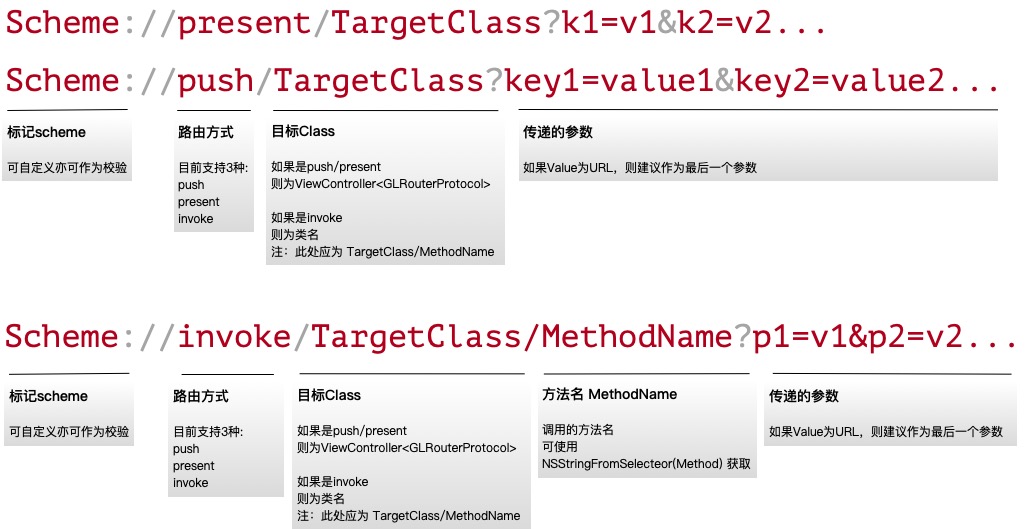 Scheme://present/TargetClass?k1=v1&k2=v2...
Scheme://push/TargetClass?key1=value1&key2=value2...
标记scheme
可自定义亦可作为校验
路由方式
目前支持3种:
push
present
invoke
目标Class
如果是push/present
则为ViewController<GLRouterProtocol>
如果是invoke
则为类名
注：此处应为 TargetClass/MethodName
传递的参数
如果Value为URL，则建议作为最后一个参数
Scheme://invoke/TargetClass/MethodName?p1=v1&p2=v2...
标记scheme
可自定义亦可作为校验
路由方式
目前支持3种:
push
present
invoke
目标Class
如果是push/present
则为ViewController<GLRouterProtocol>
如果是invoke
则为类名
注：此处应为 TargetClass/MethodName
方法名 MethodName
调用的方法名
可使用
NSStringFromSelecteor(Method) 获取
传递的参数
如果Value为URL，则建议作为最后一个参数